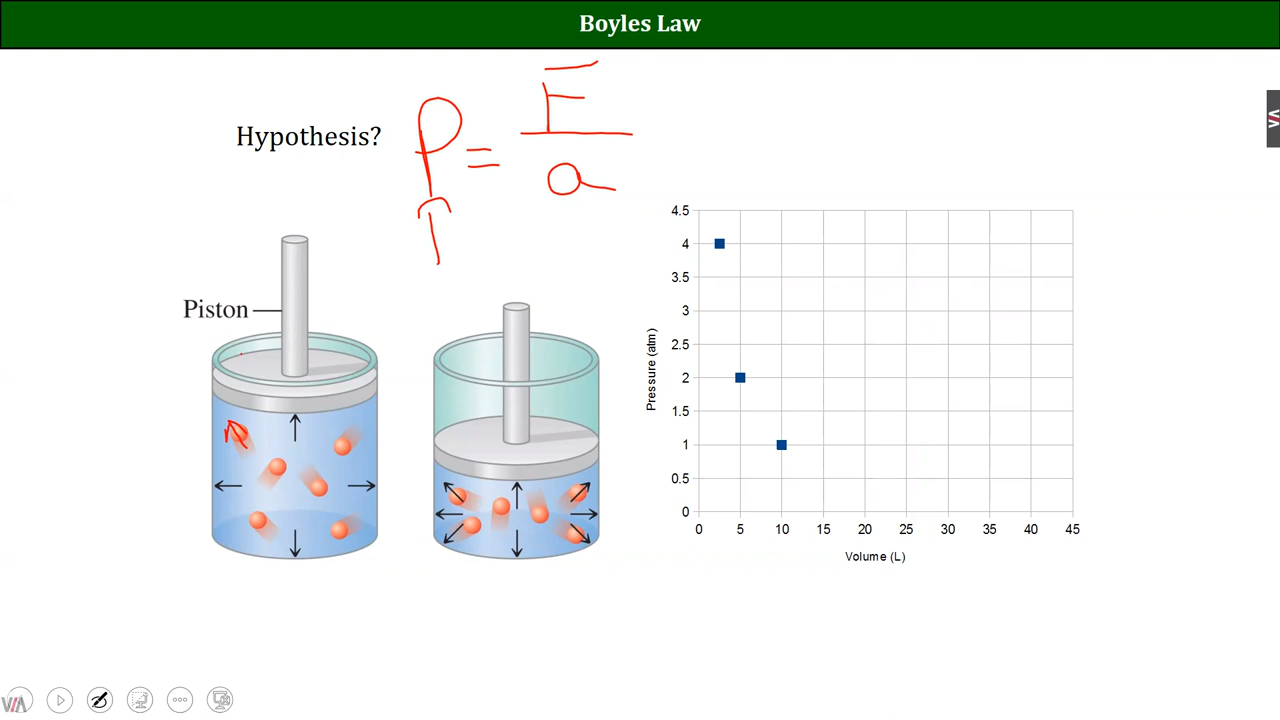 Boyles Law
Hypothesis?
P = F
a
Piston
4.5
4
3.5
3
2.5
2
1.5
1
0.5
0
Pressure (atm)
0 5 10 15 20 25 30 35 40 45
Volume (L)